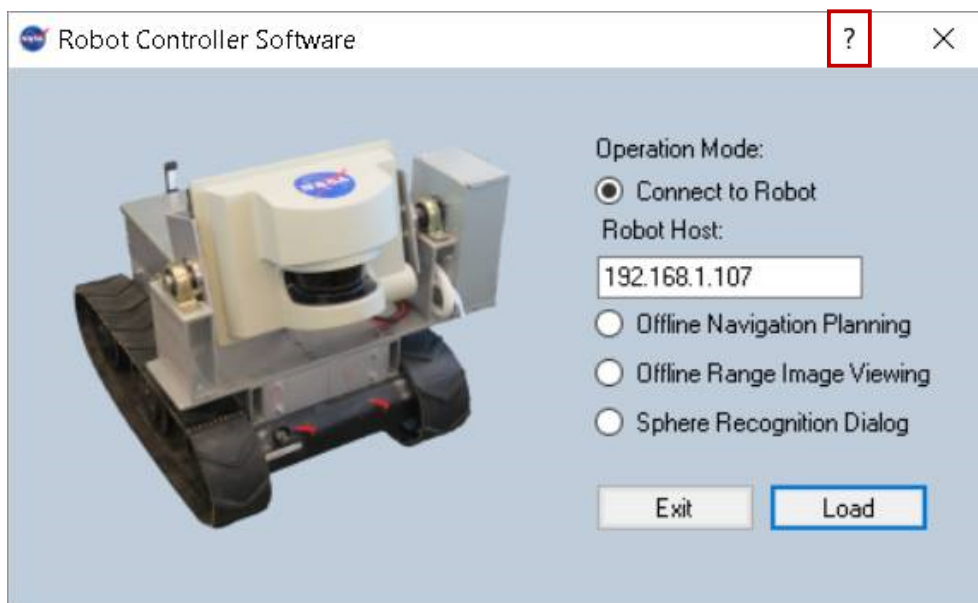 Robot Controller Software ?
NASA
Operation Mode:
Connect to Robot
Robot Host:
192.168.1.107
Offline Navigation Planning
Offline Range Image Viewing
Sphere Recognition Dialog
Exit Load